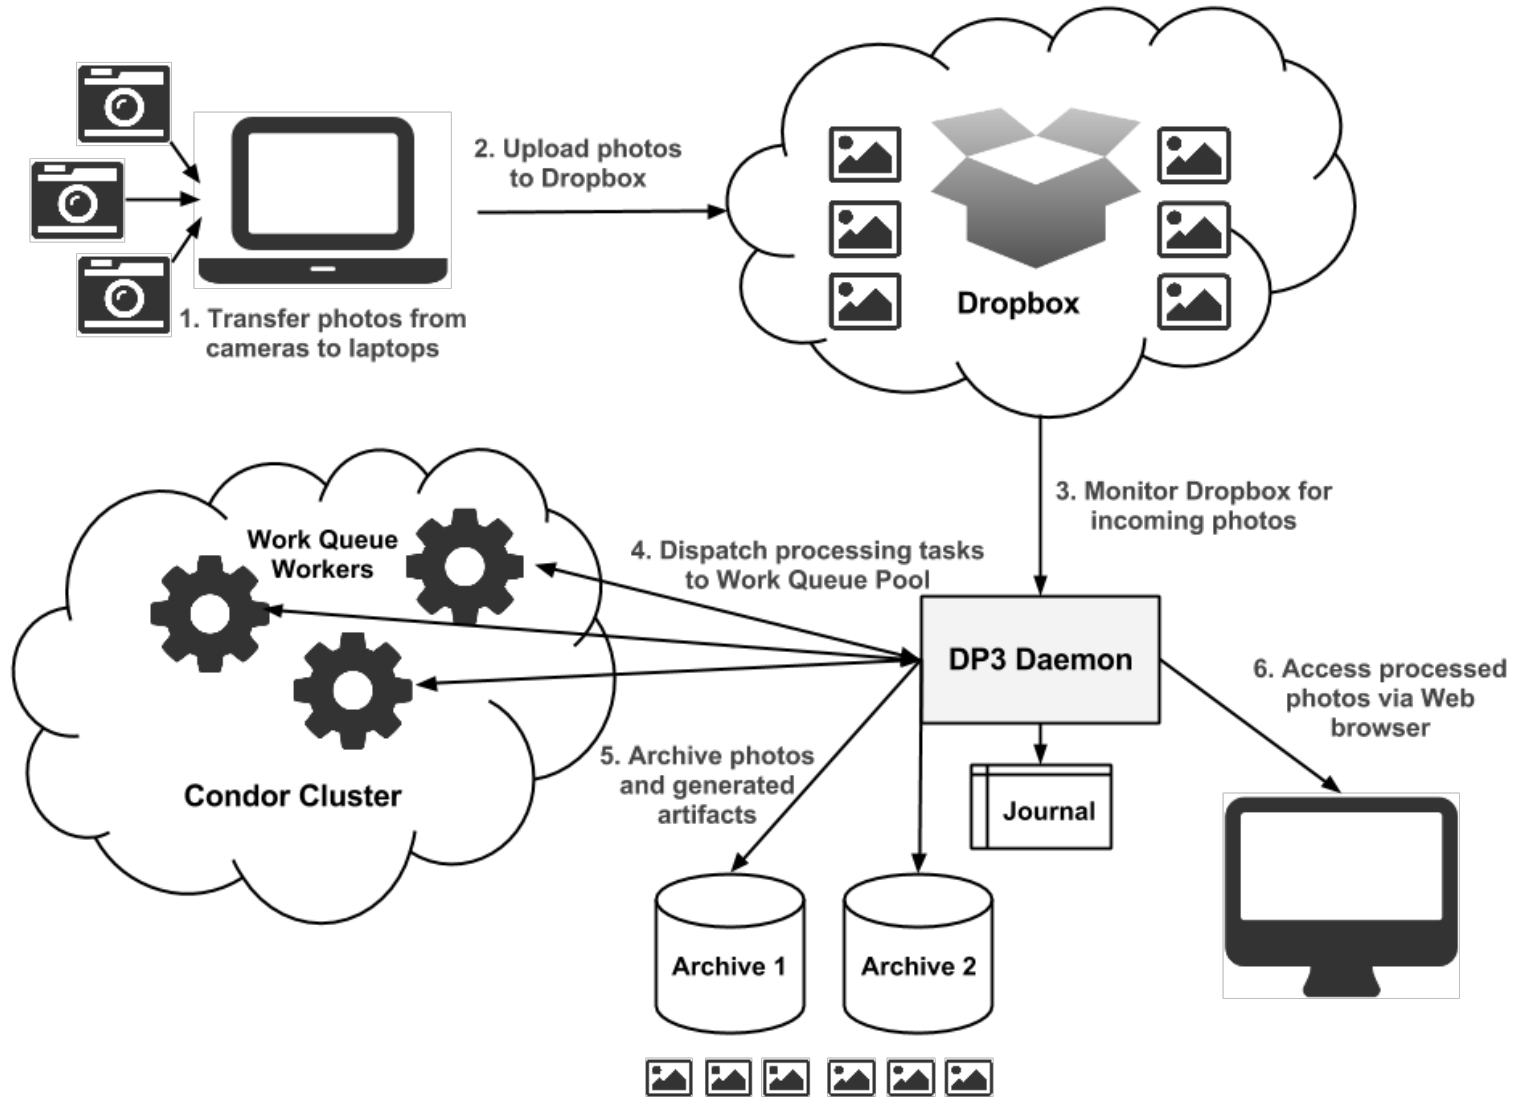 2. Upload photos
to Dropbox
Dropbox
1. Transfer photos from
cameras to laptops
3. Monitor Dropbox for
incoming photos
Work Queue
Workers
4. Dispatch processing tasks
to Work Queue Pool
DP3 Daemon
6. Access processed
photos via Web
browser
5. Archive photos
and generated
artifacts
Condor Cluster
Journal
Archive 1
Archive 2